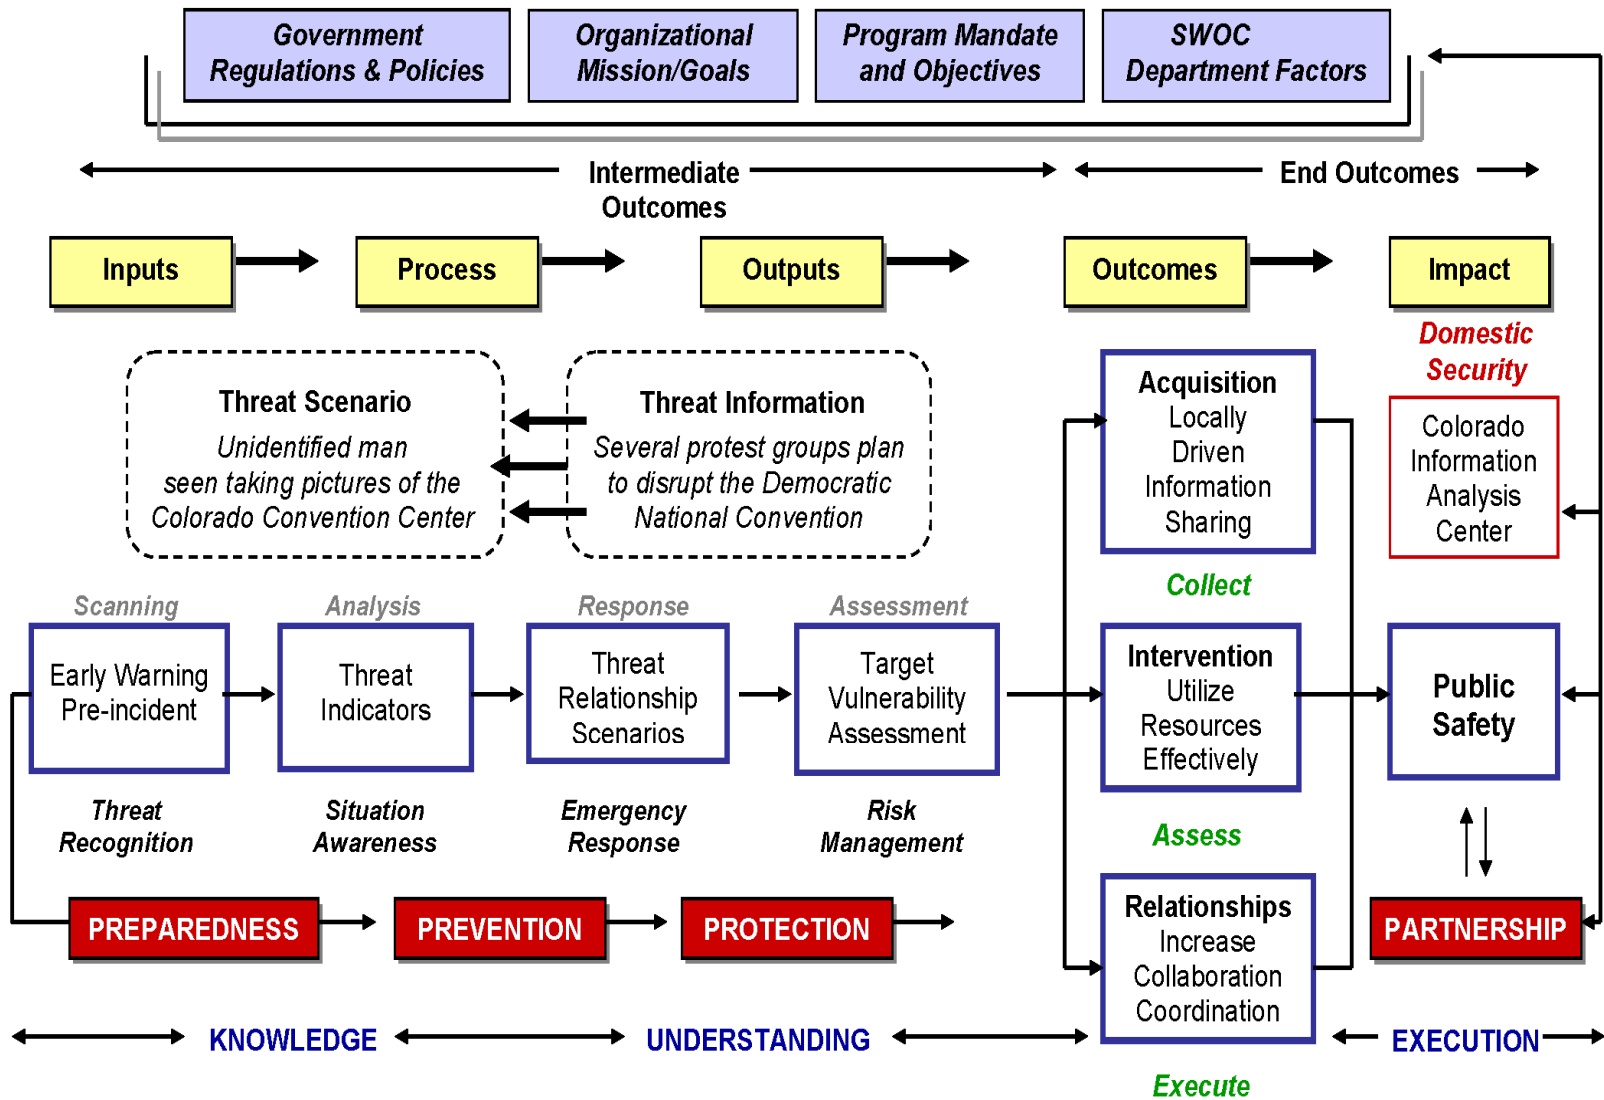 Government
Regulations & Policies
Organizational
Mission/Goals
Program Mandate
and Objectives
SWOC
Department Factors
Intermediate
Outcomes
End Outcomes
Inputs
Process
Outputs
Outcomes
Impact
Domestic
Security
Threat Scenario
Unidentified man
seen taking pictures of the
Colorado Convention Center
Threat Information
Several protest groups plan
to disrupt the Democratic
National Convention
Acquisition
Locally
Driven
Information
Sharing
Colorado
Information
Analysis
Center
Collect
Scanning
Early Warning
Pre-incident
Threat
Recognition
Analysis
Threat
Indicators
Situation
Awareness
Response
Threat
Relationship
Scenarios
Emergency
Response
Assessment
Target
Vulnerability
Assessment
Risk
Management
Intervention
Utilize
Resources
Effectively
Assess
Public
Safety
PREPAREDNESS
PREVENTION
PROTECTION
Relationships
Increase
Collaboration
Coordination
PARTNERSHIP
KNOWLEDGE
UNDERSTANDING
EXECUTION
Execute